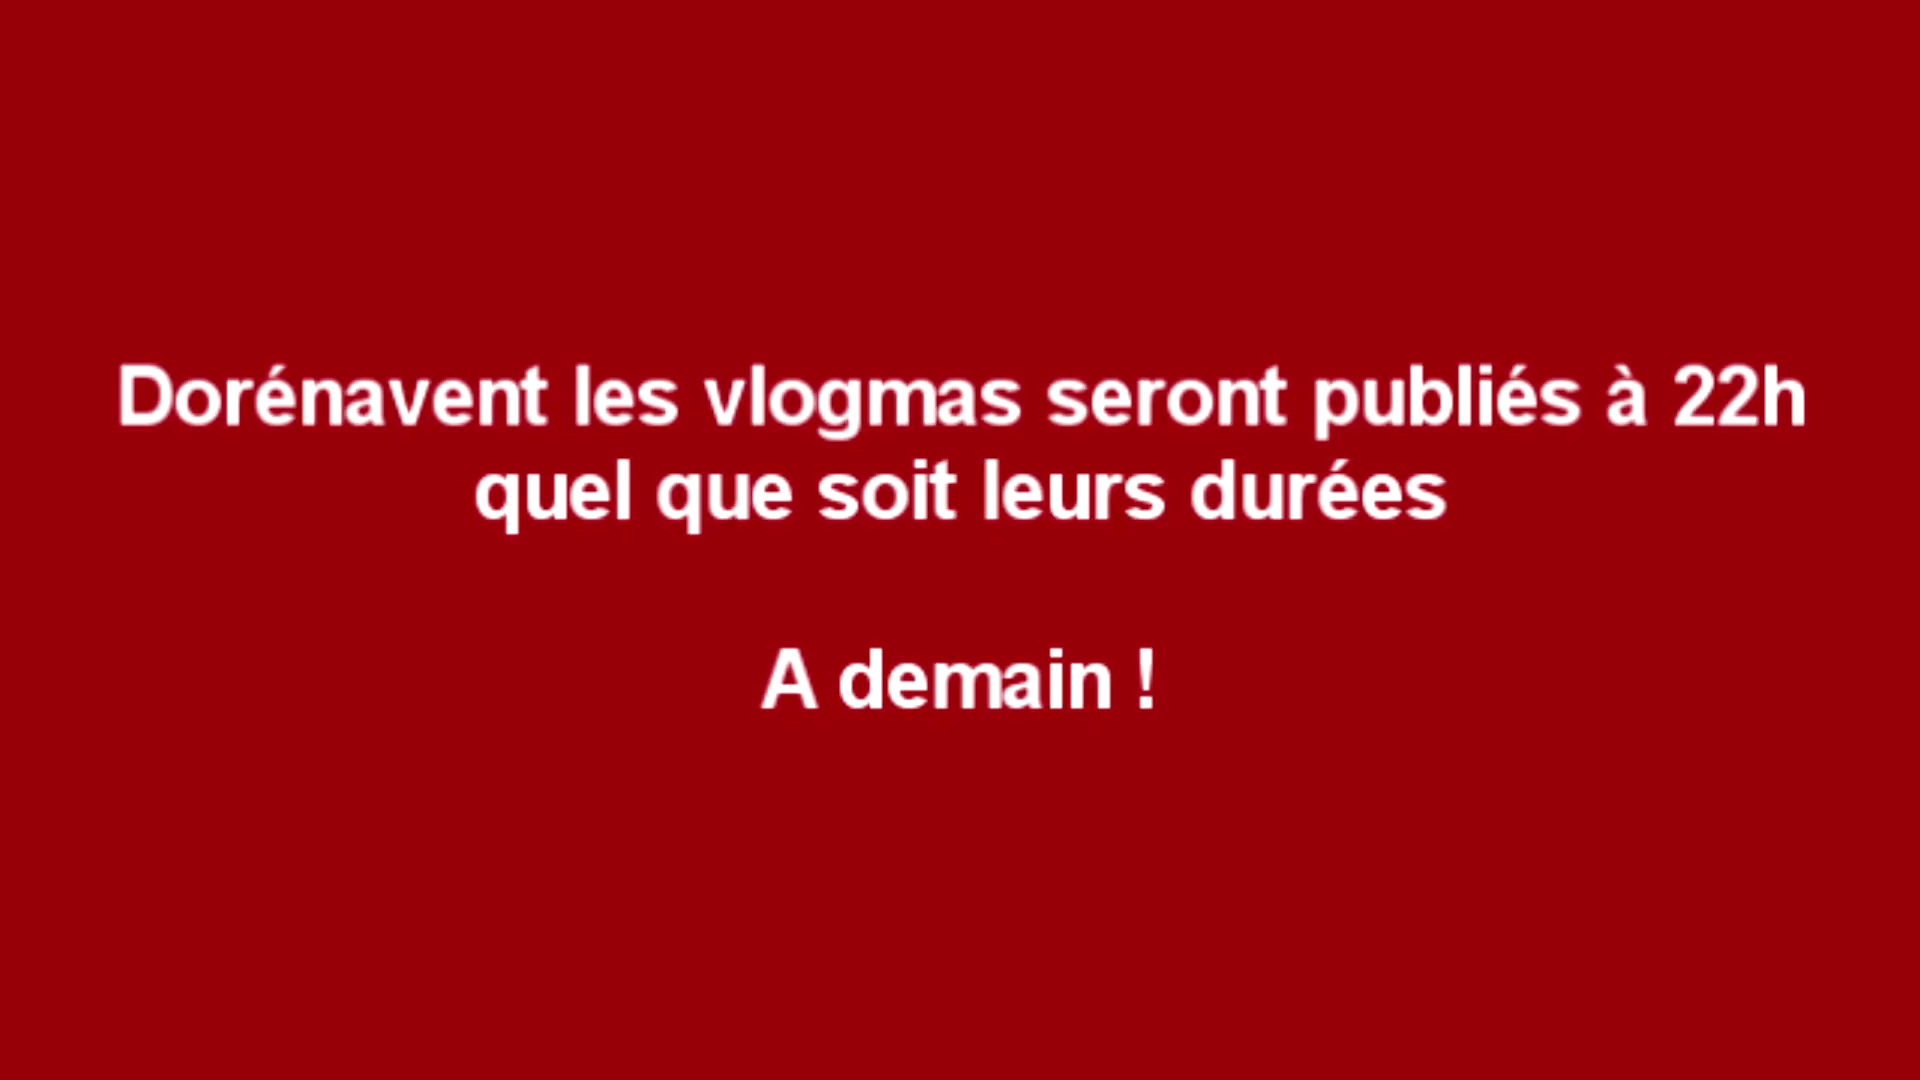 Dorénavent les vlogmas seront publiés à 22h
quel que soit leurs durées
A demain !